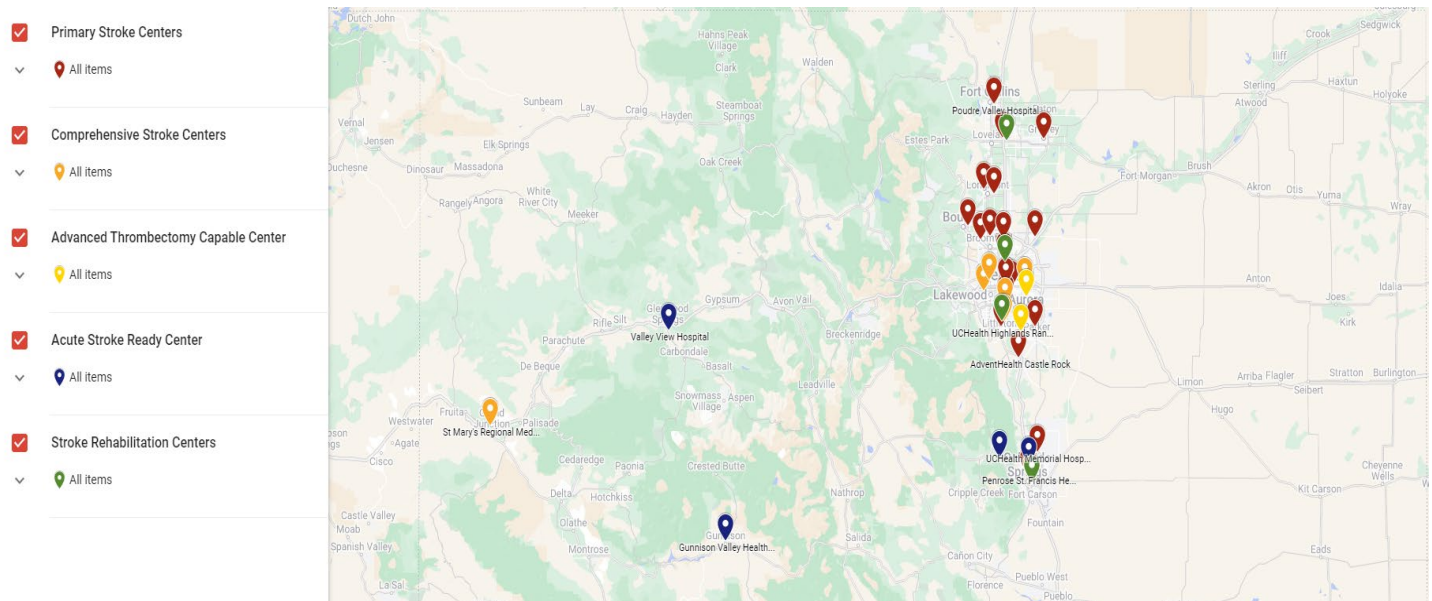 Primary Stroke Centers
All items
Comprehensive Stroke Centers
All items
Advanced Thrombectomy Capable Center
All items
Acute Stroke Ready Center
All items
Stroke Rehabilitation Centers
All items
Dutch John
Hahns Peak
Village
Clark
Walden
Crook
Sedgwick
Iliff
Sterling
Haxtun
Holyoke
Atwood
Fort Collins
Poudre Valley Hospital
Sunbeam
Lay
Craig
Hayden
Steamboat
Springs
Vernal
Jensen
Estes Park
Elk Springs
Dinosaur
Massadona
Oak Creek
Brush
Fort Morgan
Akron
Otis
Yuma
Wray
White
River City
Rangely
Angora
Meeker
Anton
Idalia
Joes
Kirk
Lakewood
Aurora
Gypsum
Avon
Vail
Rifle
Silt
Valley View Hospital
Breckenridge
UCHealth Highlands Ran...
Parachute
Carbondale
Basalt
AdventHealth Castle Rock
De Beque
Leadville
Snowmass
Village
Aspen
Limon
Arriba
Flagler
Seibert
Stratton
Burlington
Hugo
Westwater
Fruita
Palisade
Agate
St Mary's Regional Med...
Cisco
Cedaredge
Paonia
Crested Butte
UCHealth Memorial Hosp...
Penrose St. Francis He...
Cheyenne
Wells
Kit Carson
Delta
Hotchkiss
Nathrop
Cripple Creek
Fort Carson
Castle Valley
Moab
Olathe
Fountain
Spanish Valley
Montrose
Gunnison Valley Health...
Salida
Eads
Cañon City
La Sal
Florence
Pueblo West
Pueblo